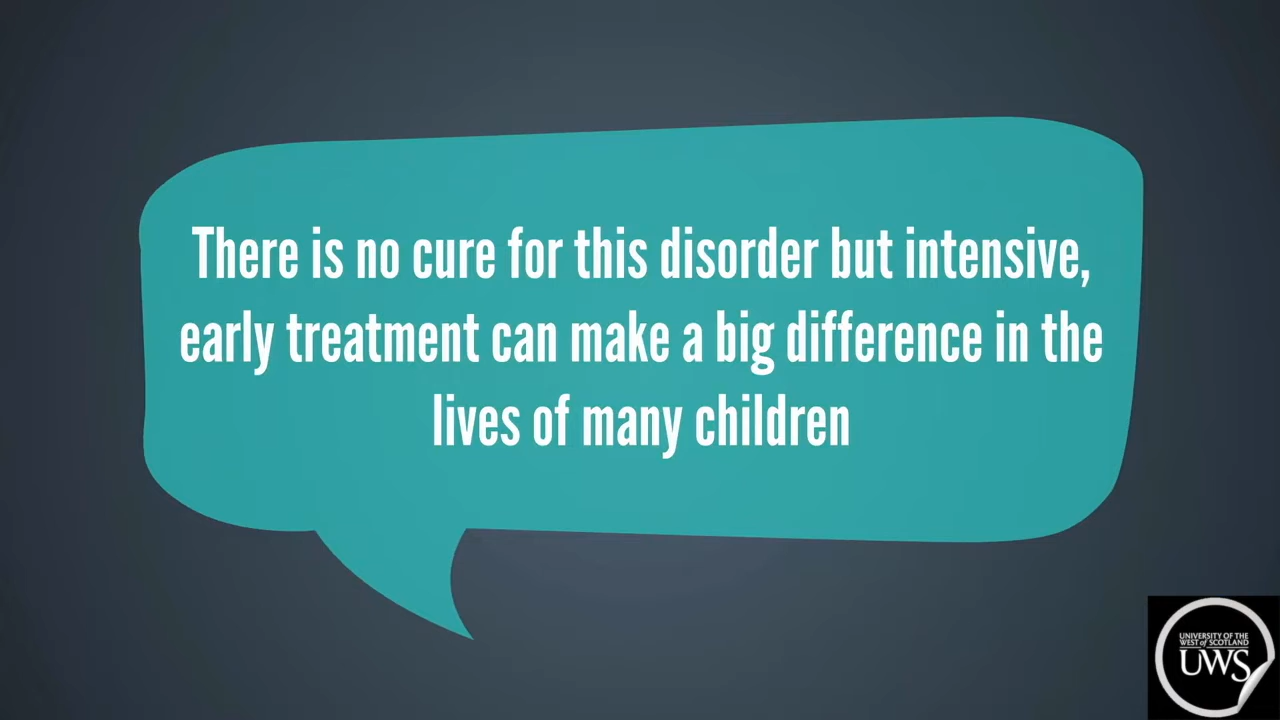 There is no cure for this disorder but intensive,
early treatment can make a big difference in the
lives of many children
UNIVERSITY OF THE
WEST of SCOTLAND
UWS